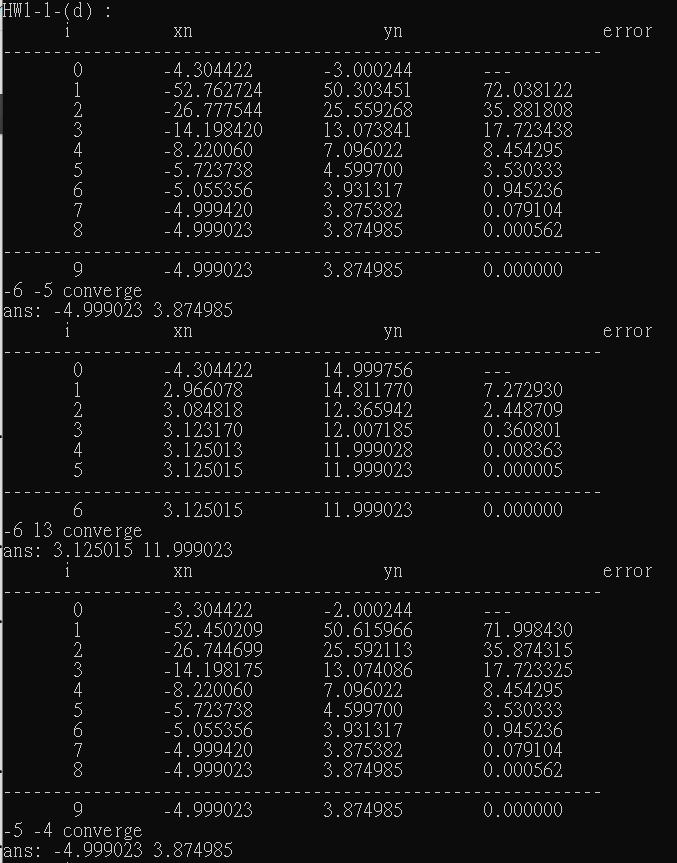 HW1-1-(d) :
i xn yn error
---------------------------------------------------------------
0 -4.304422 -3.000244 ---
1 -52.762724 50.303451 72.038122
2 -26.777544 25.559268 35.881808
3 -14.198420 13.073841 17.723438
4 -8.220060 7.096022 8.454295
5 -5.723738 4.599700 3.530333
6 -5.055356 3.931317 0.945236
7 -4.999420 3.875382 0.079104
8 -4.999023 3.874985 0.000562
---------------------------------------------------------------
9 -4.999023 3.874985 0.000000
-6 -5 converge
ans: -4.999023 3.874985
i xn yn error
---------------------------------------------------------------
0 -4.304422 14.999756 ---
1 2.966078 14.811770 7.272930
2 3.084818 12.365942 2.448709
3 3.123170 12.007185 0.360801
4 3.125013 11.999028 0.008363
5 3.125015 11.999023 0.000005
---------------------------------------------------------------
6 3.125015 11.999023 0.000000
-6 13 converge
ans: 3.125015 11.999023
i xn yn error
---------------------------------------------------------------
0 -3.304422 -2.000244 ---
1 -52.450209 50.615966 71.998430
2 -26.744699 25.592113 35.874315
3 -14.198175 13.074086 17.723325
4 -8.220060 7.096022 8.454295
5 -5.723738 4.599700 3.530333
6 -5.055356 3.931317 0.945236
7 -4.999420 3.875382 0.079104
8 -4.999023 3.874985 0.000562
---------------------------------------------------------------
9 -4.999023 3.874985 0.000000
-5 -4 converge
ans: -4.999023 3.874985